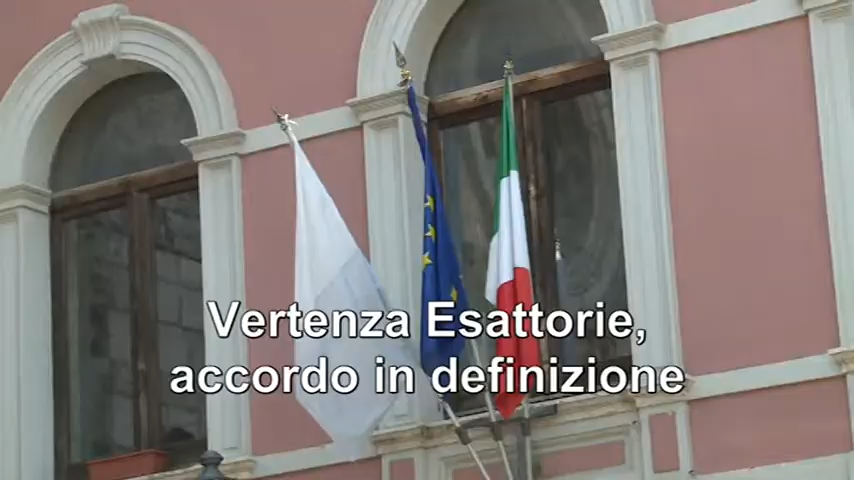 Vertenza Esattorie,
accordo in definizione